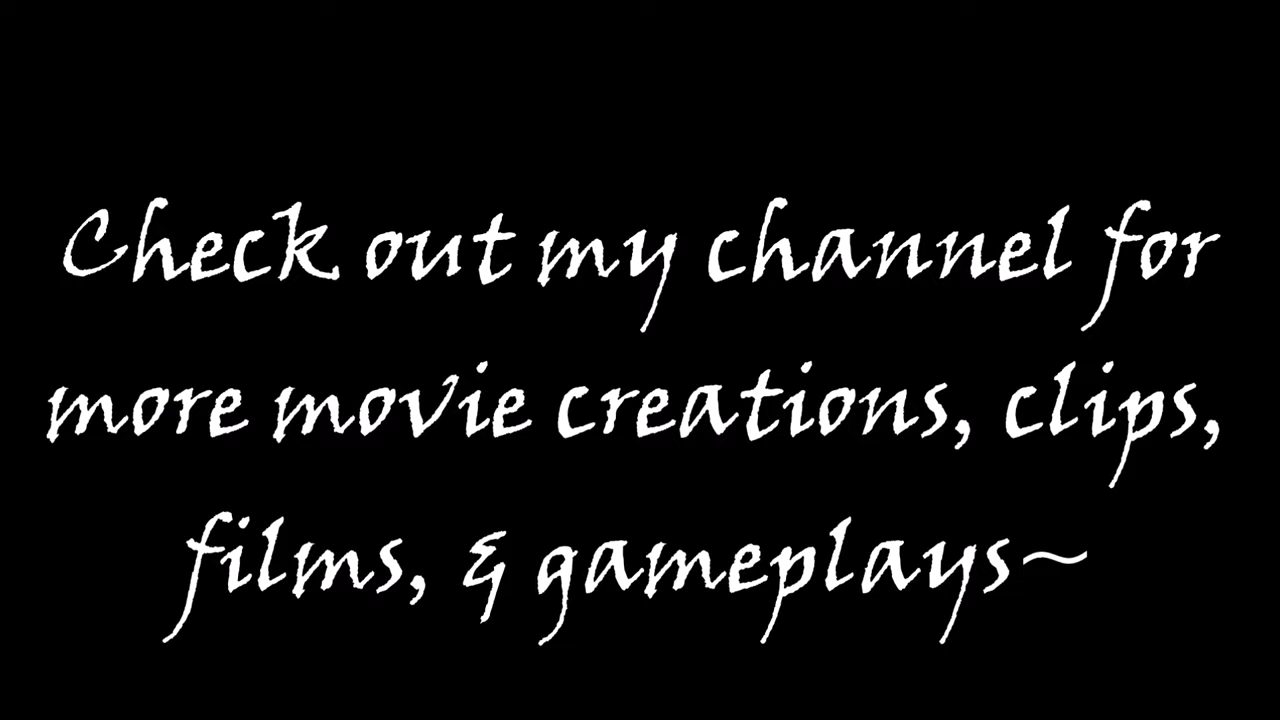 Check out my channel for
more movie creations, clips,
films, & gameplays~